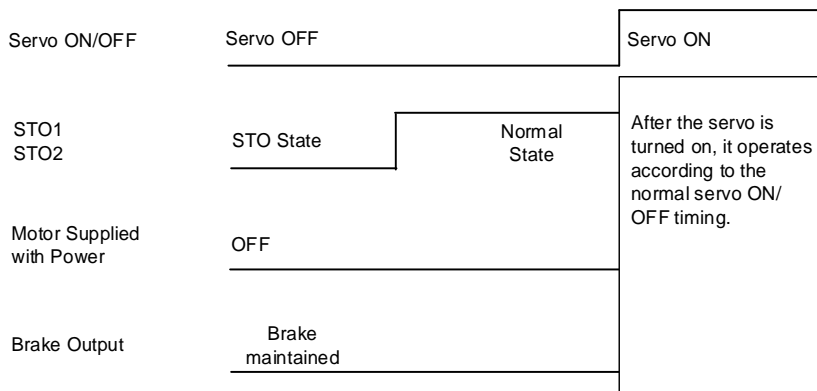 Servo ON/OFF
Servo OFF
Servo ON
STO1
STO2
STO State
Normal
State
After the servo is
turned on, it operates
according to the
normal servo ON/
OFF timing.
Motor Supplied
with Power
OFF
Brake Output
Brake
maintained